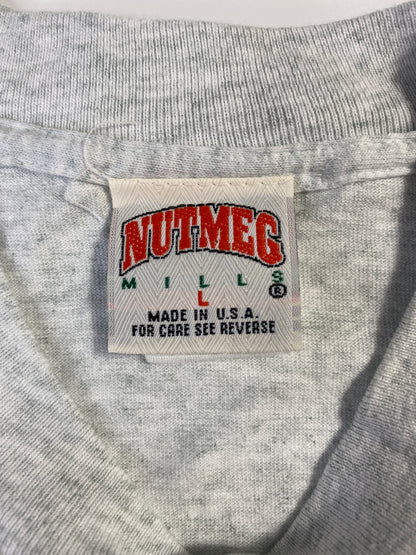 NUTMEG
MILLS ®
L
MADE IN U.S.A.
FOR CARE SEE REVERSE